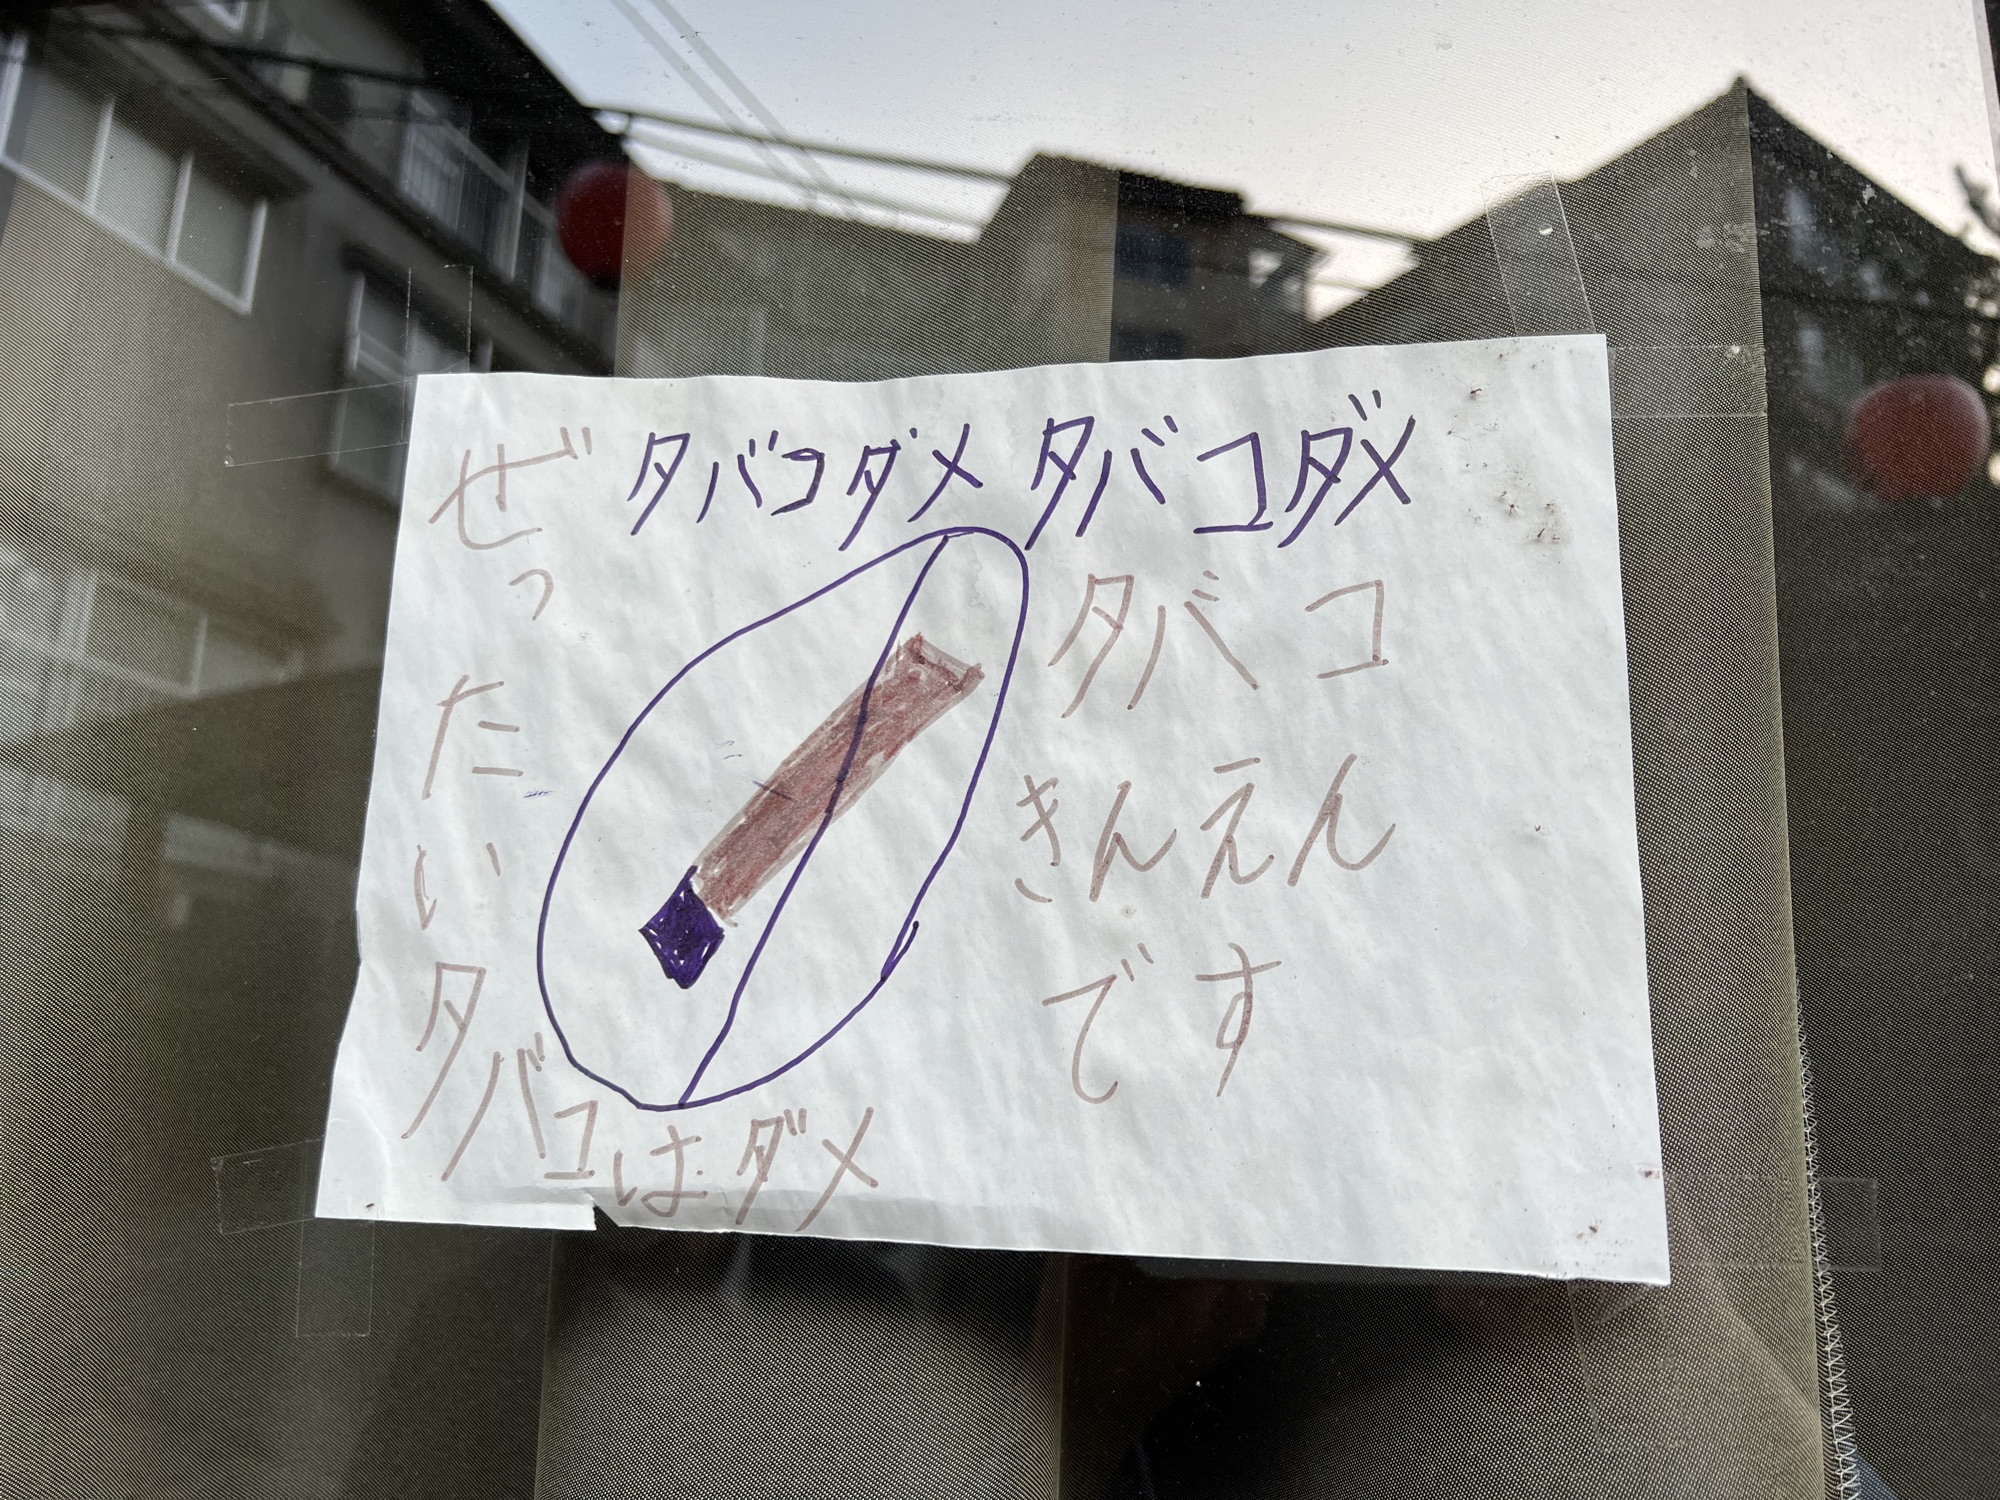 タバコダメ タバコダメ
タバコ
きんえん
です
ぜったいタバコはダメ